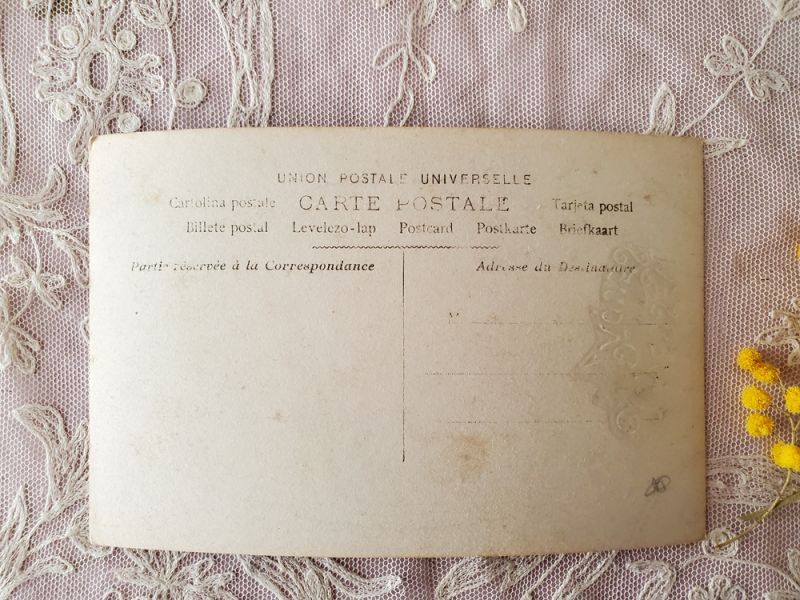 UNION POSTALE UNIVERSELLE
Cartolina postale CARTE POSTALE Tarjeta postal
Billete postal Levelezo-lap Postcard Postkarte Briefkaart
Partie réservée à la Correspondance
Adresse du Destinataire
M